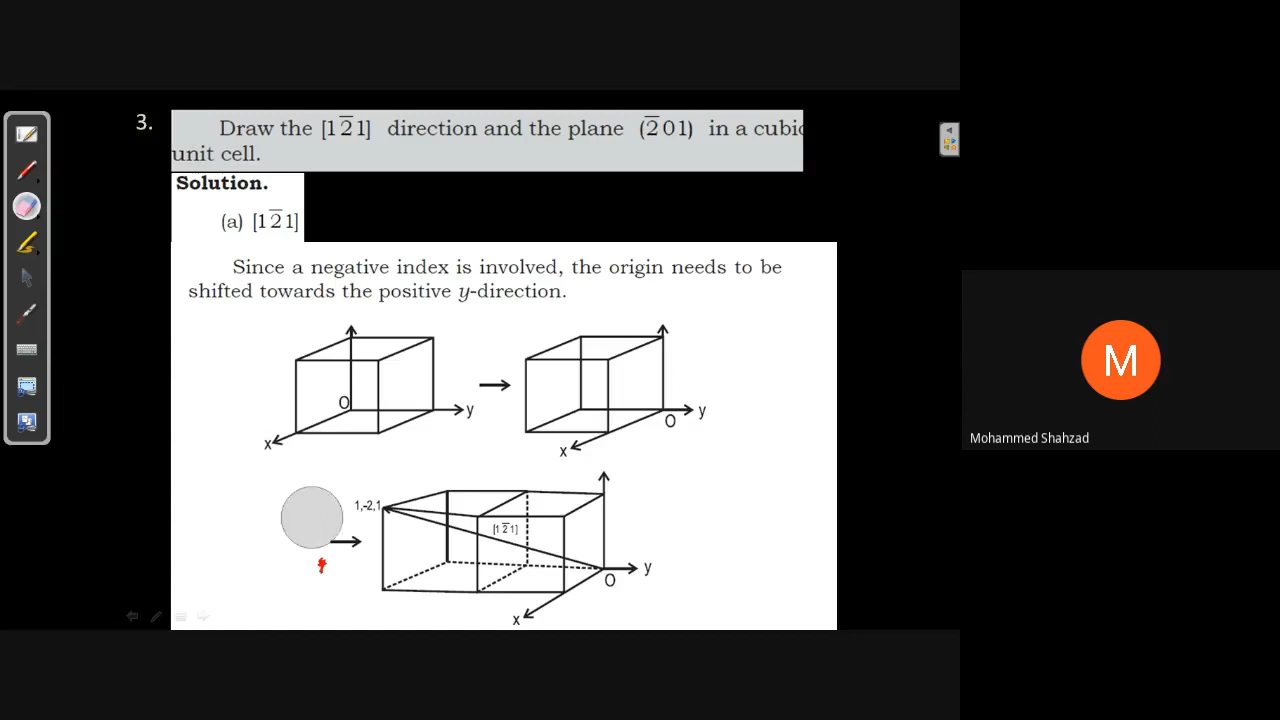 3.
Draw the [1 2̅ 1] direction and the plane (2̅ 0 1) in a cubic
unit cell.
Solution.
(a) [1 2̅ 1]
Since a negative index is involved, the origin needs to be
shifted towards the positive y-direction.
O
y
x
y
O
x
1,-2,1
[1 2̅ 1]
y
O
x
M
Mohammed Shahzad